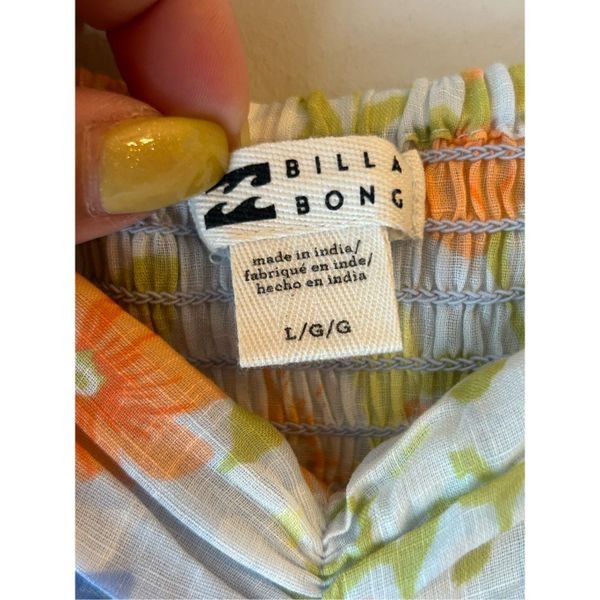 BILLA
BONG
made in india/
fabriqué en inde/
hecho en india
L/G/G